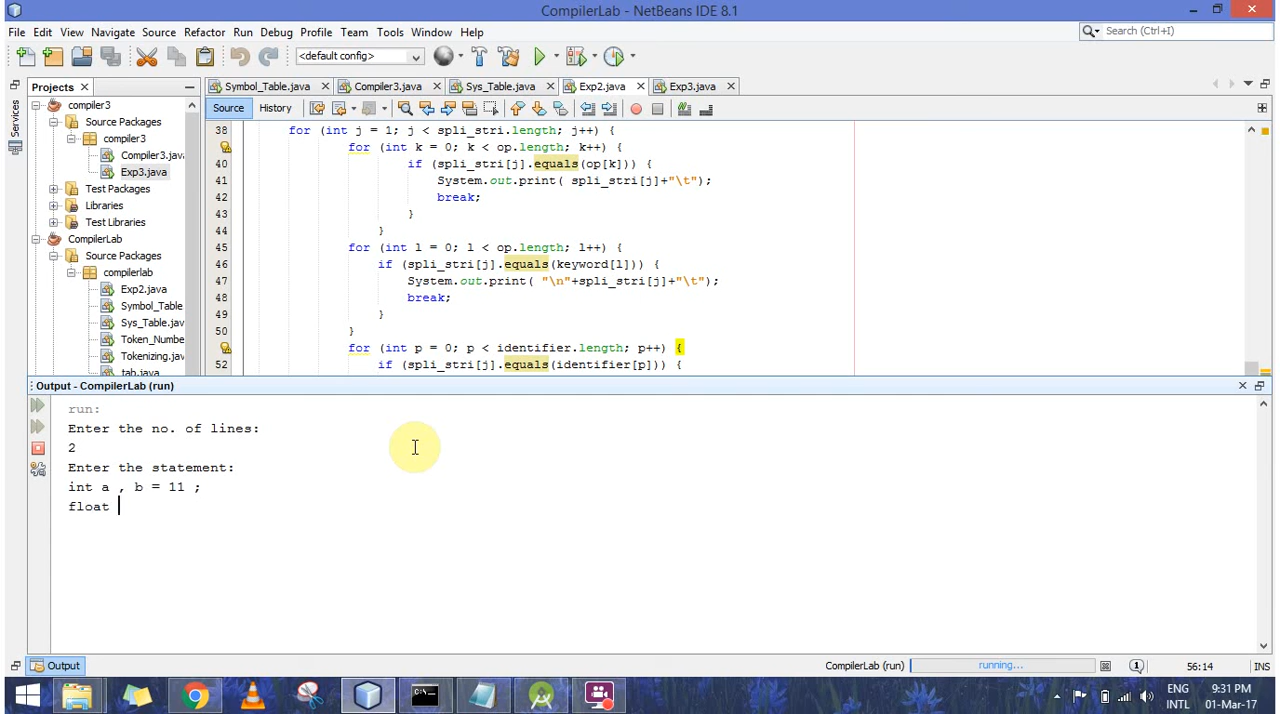 CompilerLab - NetBeans IDE 8.1
File Edit View Navigate Source Refactor Run Debug Profile Team Tools Window Help
Search (Ctrl+I)
<default config>
Projects
Symbol_Table.java Compiler3.java Sys_Table.java Exp2.java Exp3.java
Services
compiler3
Source Packages
compiler3
Compiler3.java
Exp3.java
Test Packages
Libraries
Test Libraries
CompilerLab
Source Packages
compilerlab
Exp2.java
Symbol_Table
Sys_Table.jav
Token_Numbe
Tokenizing.jav
tab.java
Source History
38 for (int j = 1; j < spli_stri.length; j++) {
for (int k = 0; k < op.length; k++) {
40 if (spli_stri[j].equals(op[k])) {
41 System.out.print( spli_stri[j]+"\t");
42 break;
43 }
44 }
45 for (int l = 0; l < op.length; l++) {
46 if (spli_stri[j].equals(keyword[l])) {
47 System.out.print( "\n"+spli_stri[j]+"\t");
48 break;
49 }
50 }
for (int p = 0; p < identifier.length; p++) {
52 if (spli_stri[j].equals(identifier[p])) {
Output - CompilerLab (run)
run:
Enter the no. of lines:
2
Enter the statement:
int a , b = 11 ;
float
Output
CompilerLab (run) running... 1 56:14 INS
ENG
INTL
9:31 PM
01-Mar-17